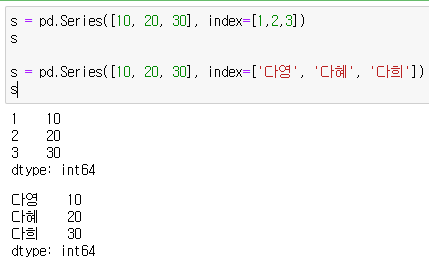 s = pd.Series([10, 20, 30], index=[1,2,3])
s
s = pd.Series([10, 20, 30], index=['다영', '다혜', '다희'])
s
1    10
2    20
3    30
dtype: int64
다영    10
다혜    20
다희    30
dtype: int64